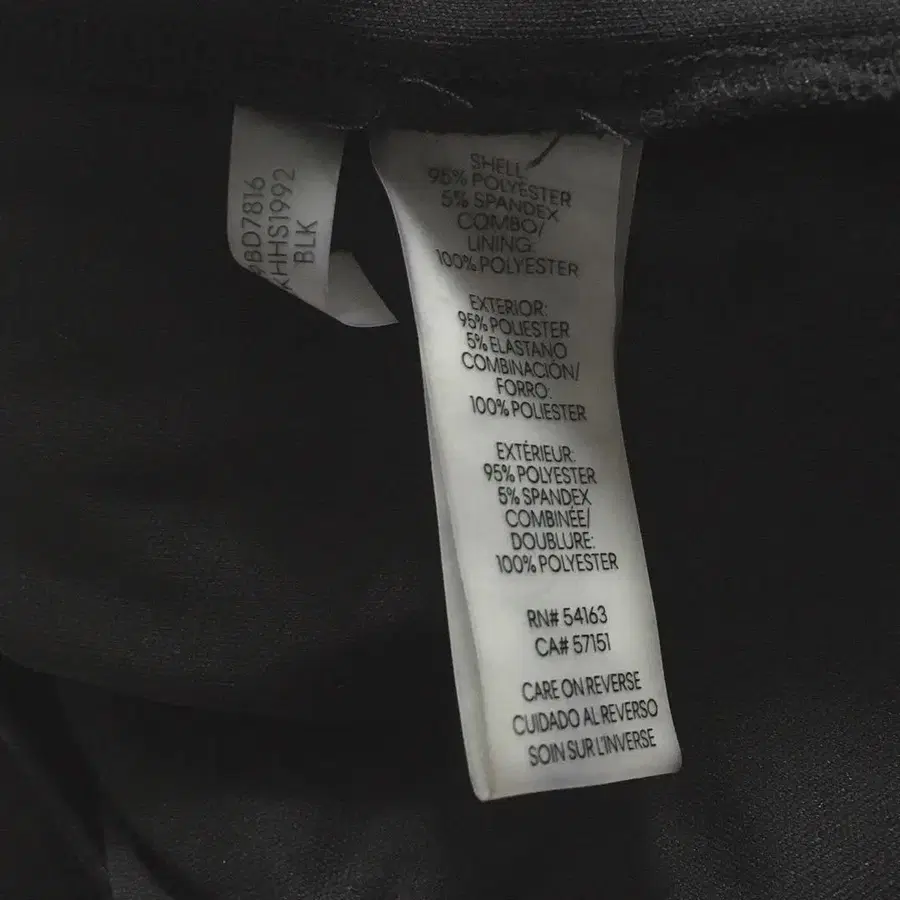 9BD7816
KHHS1992
BLK
SHELL:
95% POLYESTER
5% SPANDEX
COMBO/
LINING:
100% POLYESTER
EXTERIOR:
95% POLIESTER
5% ELASTANO
COMBINACIÓN/
FORRO:
100% POLIESTER
EXTÉRIEUR:
95% POLYESTER
5% SPANDEX
COMBINÉE/
DOUBLURE:
100% POLYESTER
RN# 54163
CA# 57151
CARE ON REVERSE
CUIDADO AL REVERSO
SOIN SUR L'INVERSE